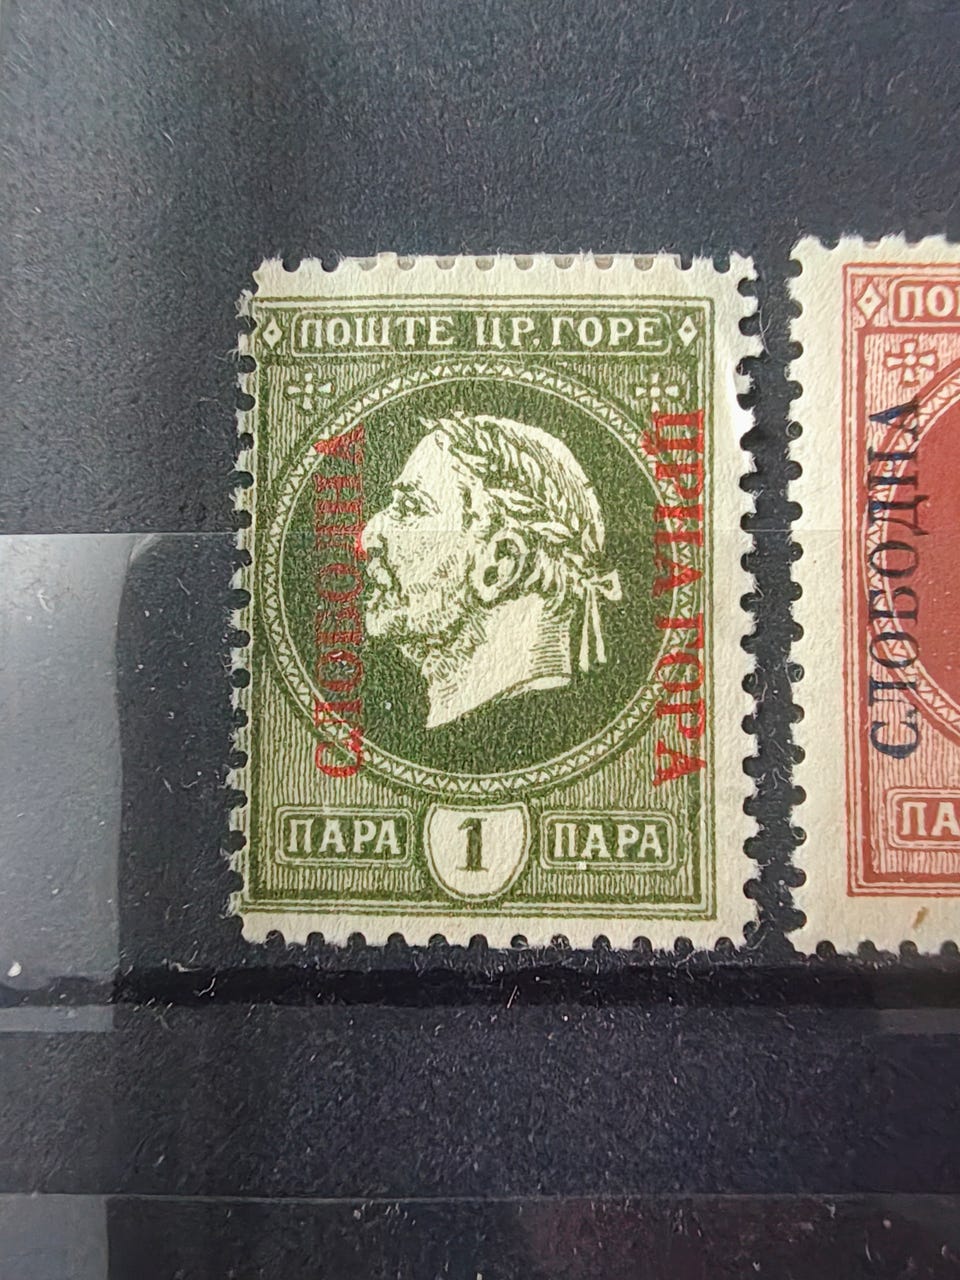 ПОШТЕ ЦР. ГОРЕ
СЛОБОДНА
ЦРНА ГОРА
ПАРА 1 ПАРА
СЛОБОДНА